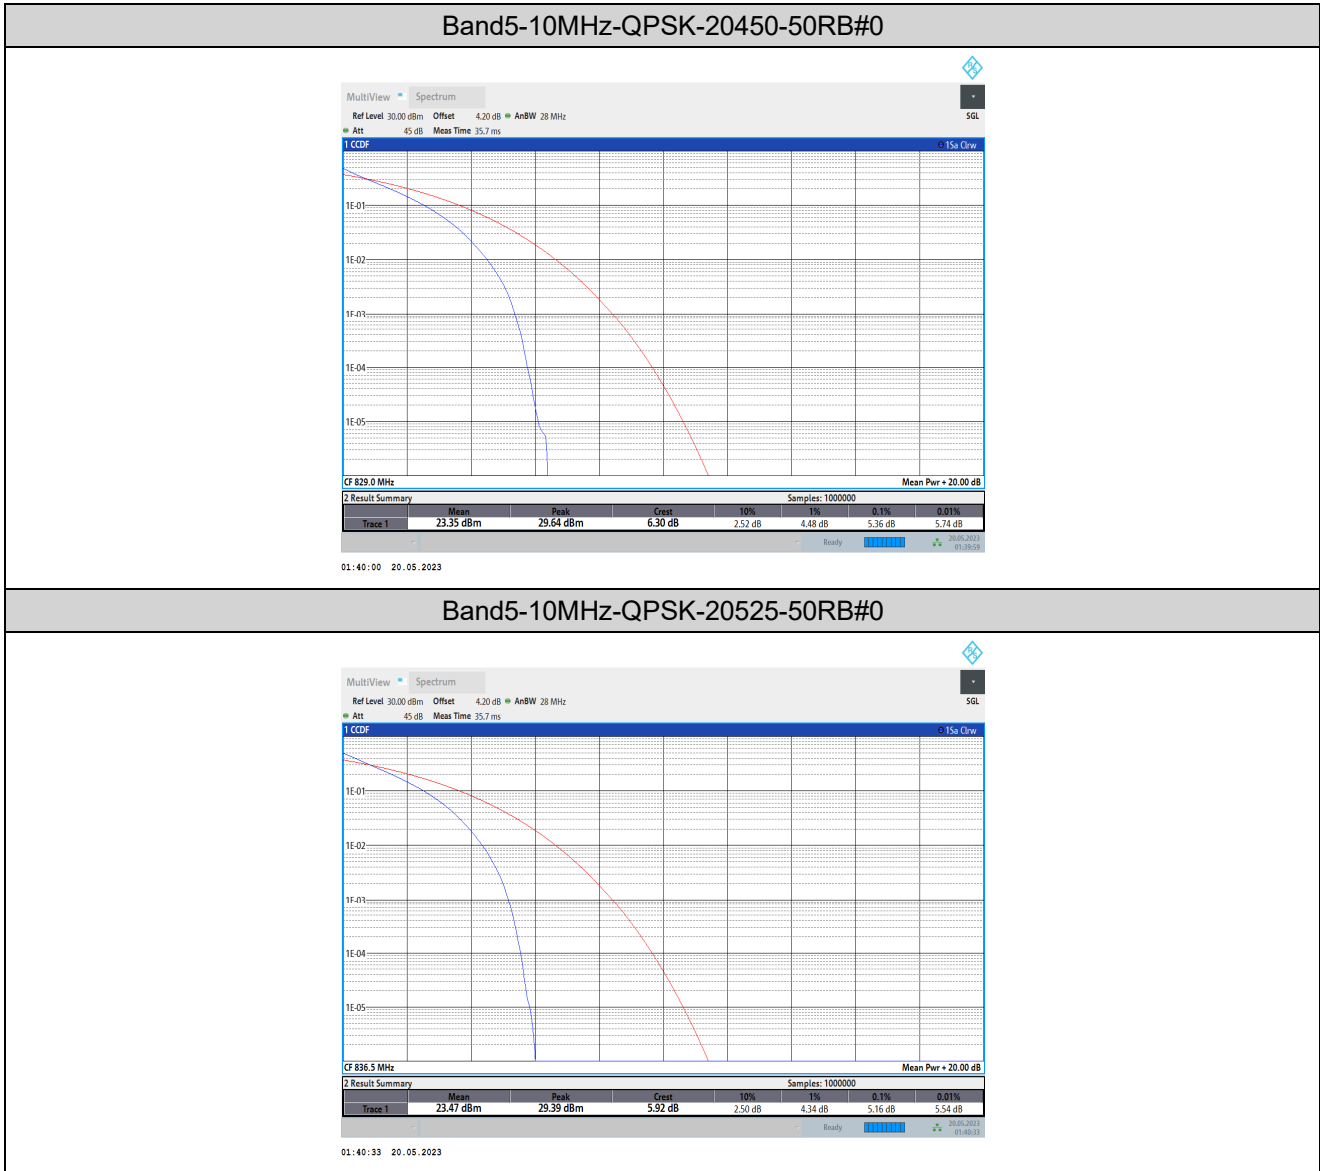 Band5-10MHz-QPSK-20450-50RB#0
MultiView Spectrum
Ref Level 30.00 dBm Offset 4.20 dB AnBW 28 MHz SGL
Att 45 dB Meas Time 35.7 ms
1 CCDF 1Sa Clrw
1E-01
1E-02
1E-03
1E-04
1E-05
CF 829.0 MHz Mean Pwr + 20.00 dB
2 Result Summary Samples: 1000000
Mean Peak Crest 10% 1% 0.1% 0.01%
Trace 1 23.35 dBm 29.64 dBm 6.30 dB 2.52 dB 4.48 dB 5.36 dB 5.74 dB
Ready 20.05.2023
01:39:59
01:40:00 20.05.2023
Band5-10MHz-QPSK-20525-50RB#0
MultiView Spectrum
Ref Level 30.00 dBm Offset 4.20 dB AnBW 28 MHz SGL
Att 45 dB Meas Time 35.7 ms
1 CCDF 1Sa Clrw
1E-01
1E-02
1E-03
1E-04
1E-05
CF 836.5 MHz Mean Pwr + 20.00 dB
2 Result Summary Samples: 1000000
Mean Peak Crest 10% 1% 0.1% 0.01%
Trace 1 23.47 dBm 29.39 dBm 5.92 dB 2.50 dB 4.34 dB 5.16 dB 5.54 dB
Ready 20.05.2023
01:40:33
01:40:33 20.05.2023